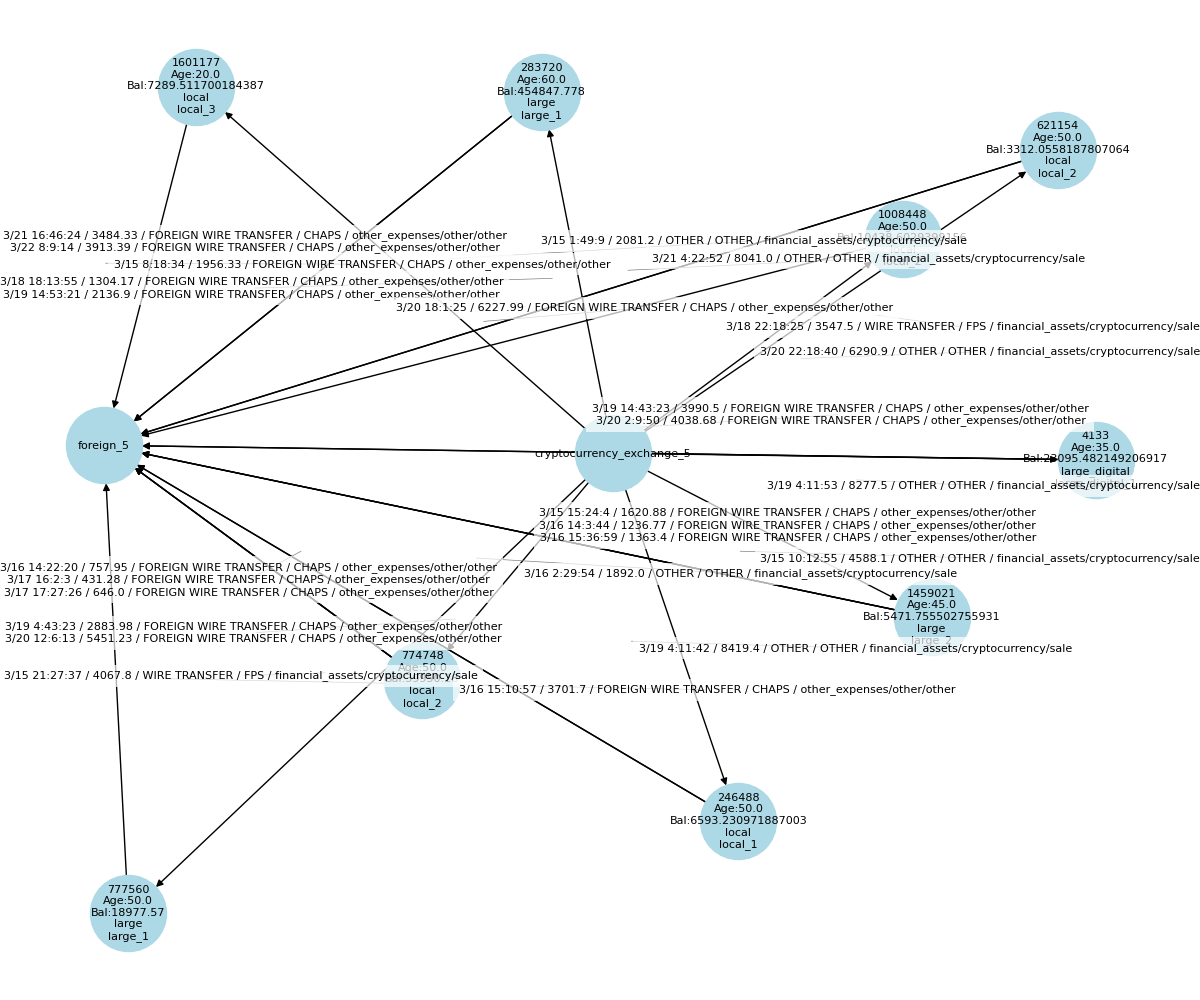 1601177
Age:20.0
Bal:7289.511700184387
local
local_3
283720
Age:60.0
Bal:454847.778
large
large_1
621154
Age:50.0
Bal:3312.0558187807064
local
local_2
1008448
Age:50.0
3/21 16:46:24 / 3484.33 / FOREIGN WIRE TRANSFER / CHAPS / other_expenses/other/other
3/22 8:9:14 / 3913.39 / FOREIGN WIRE TRANSFER / CHAPS / other_expenses/other/other
3/15 1:49:9 / 2081.2 / OTHER / OTHER / financial_assets/cryptocurrency/sale
3/21 4:22:52 / 8041.0 / OTHER / OTHER / financial_assets/cryptocurrency/sale
3/15 8:18:34 / 1956.33 / FOREIGN WIRE TRANSFER / CHAPS / other_expenses/other/other
3/18 18:13:55 / 1304.17 / FOREIGN WIRE TRANSFER / CHAPS / other_expenses/other/other
3/19 14:53:21 / 2136.9 / FOREIGN WIRE TRANSFER / CHAPS / other_expenses/other/other
3/20 18:1:25 / 6227.99 / FOREIGN WIRE TRANSFER / CHAPS / other_expenses/other/other
3/18 22:18:25 / 3547.5 / WIRE TRANSFER / FPS / financial_assets/cryptocurrency/sale
3/20 22:18:40 / 6290.9 / OTHER / OTHER / financial_assets/cryptocurrency/sale
3/19 14:43:23 / 3990.5 / FOREIGN WIRE TRANSFER / CHAPS / other_expenses/other/other
3/20 2:9:50 / 4038.68 / FOREIGN WIRE TRANSFER / CHAPS / other_expenses/other/other
foreign_5
cryptocurrency_exchange_5
4133
Age:35.0
Bal:23095.482149206917
large_digital
3/19 4:11:53 / 8277.5 / OTHER / OTHER / financial_assets/cryptocurrency/sale
3/15 15:24:4 / 1620.88 / FOREIGN WIRE TRANSFER / CHAPS / other_expenses/other/other
3/16 14:3:44 / 1236.77 / FOREIGN WIRE TRANSFER / CHAPS / other_expenses/other/other
3/16 15:36:59 / 1363.4 / FOREIGN WIRE TRANSFER / CHAPS / other_expenses/other/other
3/15 10:12:55 / 4588.1 / OTHER / OTHER / financial_assets/cryptocurrency/sale
3/16 14:22:20 / 757.95 / FOREIGN WIRE TRANSFER / CHAPS / other_expenses/other/other
3/17 16:2:3 / 431.28 / FOREIGN WIRE TRANSFER / CHAPS / other_expenses/other/other
3/17 17:27:26 / 646.0 / FOREIGN WIRE TRANSFER / CHAPS / other_expenses/other/other
3/16 2:29:54 / 1892.0 / OTHER / OTHER / financial_assets/cryptocurrency/sale
1459021
Age:45.0
Bal:5471.755502755931
large
large_2
3/19 4:43:23 / 2883.98 / FOREIGN WIRE TRANSFER / CHAPS / other_expenses/other/other
3/20 12:6:13 / 5451.23 / FOREIGN WIRE TRANSFER / CHAPS / other_expenses/other/other
3/19 4:11:42 / 8419.4 / OTHER / OTHER / financial_assets/cryptocurrency/sale
774748
Age:50.0
local
local_2
3/15 21:27:37 / 4067.8 / WIRE TRANSFER / FPS / financial_assets/cryptocurrency/sale
3/16 15:10:57 / 3701.7 / FOREIGN WIRE TRANSFER / CHAPS / other_expenses/other/other
246488
Age:50.0
Bal:6593.230971887003
local
local_1
777560
Age:50.0
Bal:18977.57
large
large_1